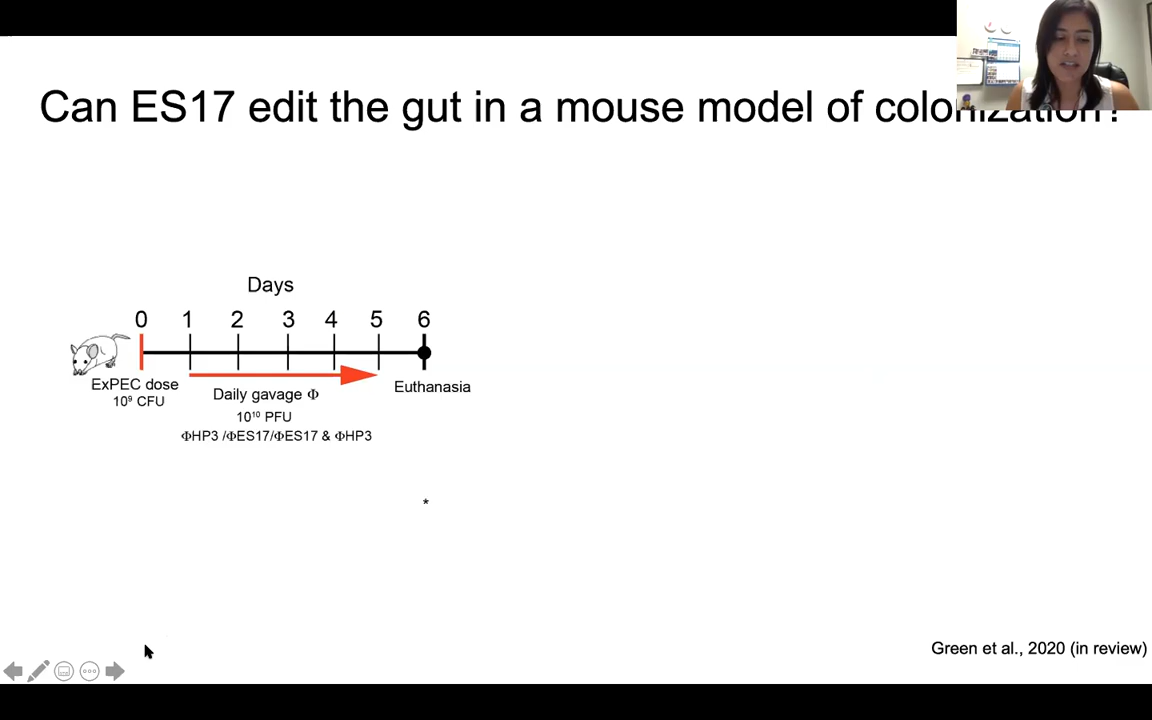 Can ES17 edit the gut in a mouse model of colonization?
Days
0 1 2 3 4 5 6
ExPEC dose
10⁹ CFU
Daily gavage Φ
10¹⁰ PFU
ΦHP3 /ΦES17/ΦES17 & ΦHP3
Euthanasia
*
Green et al., 2020 (in review)